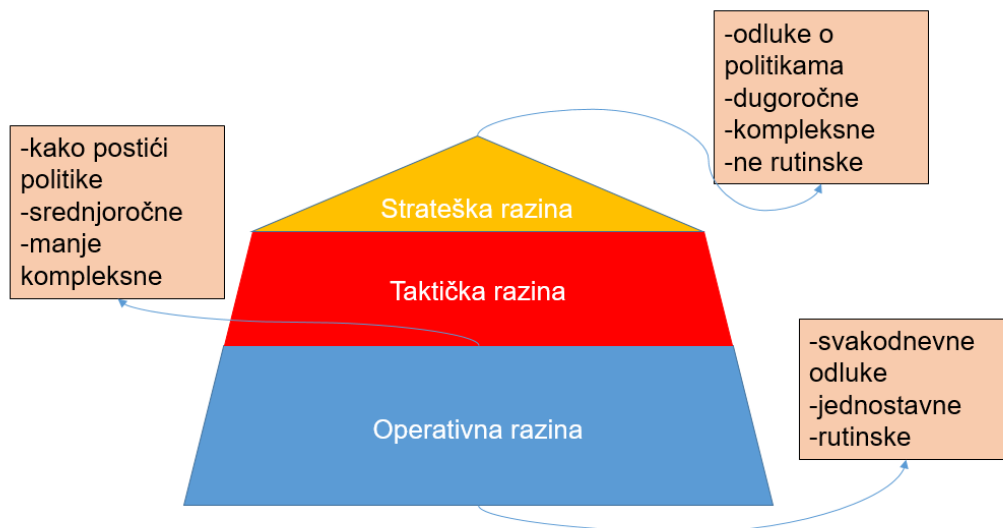 -odluke o
politikama
-dugoročne
-kompleksne
-ne rutinske
-kako postići
politike
-srednjoročne
-manje
kompleksne
Strateška razina
Taktička razina
Operativna razina
-svakodnevne
odluke
-jednostavne
-rutinske